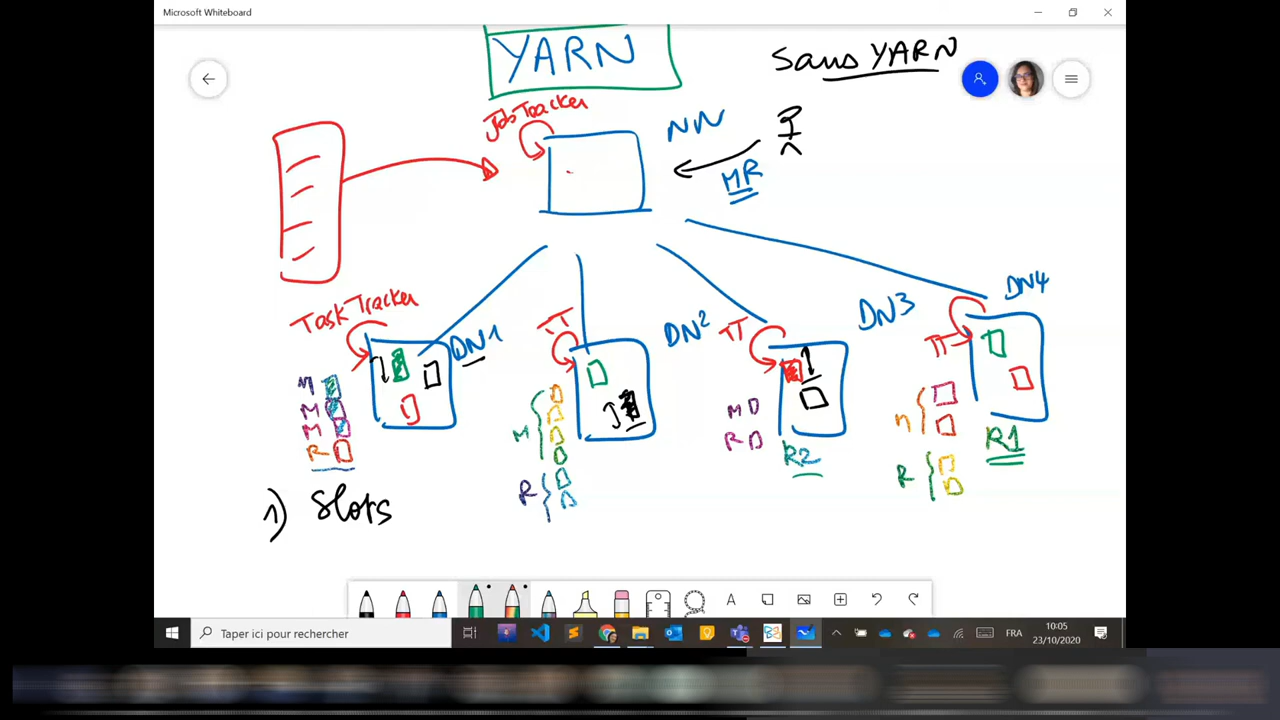 Microsoft Whiteboard
YARN
Sans YARN
JobTracker
NN
MR
TaskTracker
DN1
TT
DN2
TT
DN3
TT
DN4
M
M
M
R
M
R
M
R
R2
M
R
R1
1) Slots
A
Taper ici pour rechercher
FRA
10:05
23/10/2020